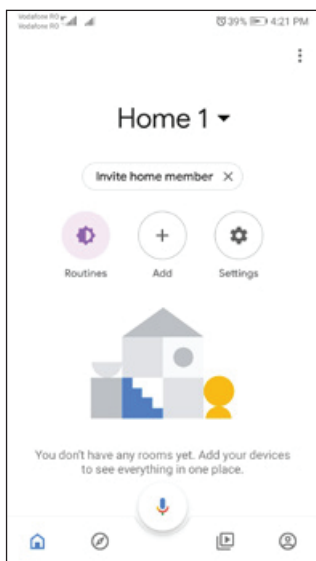 Vodafone RO
Vodafone RO
39% 4:21 PM
Home 1
Invite home member
Routines Add Settings
You don't have any rooms yet. Add your devices
to see everything in one place.